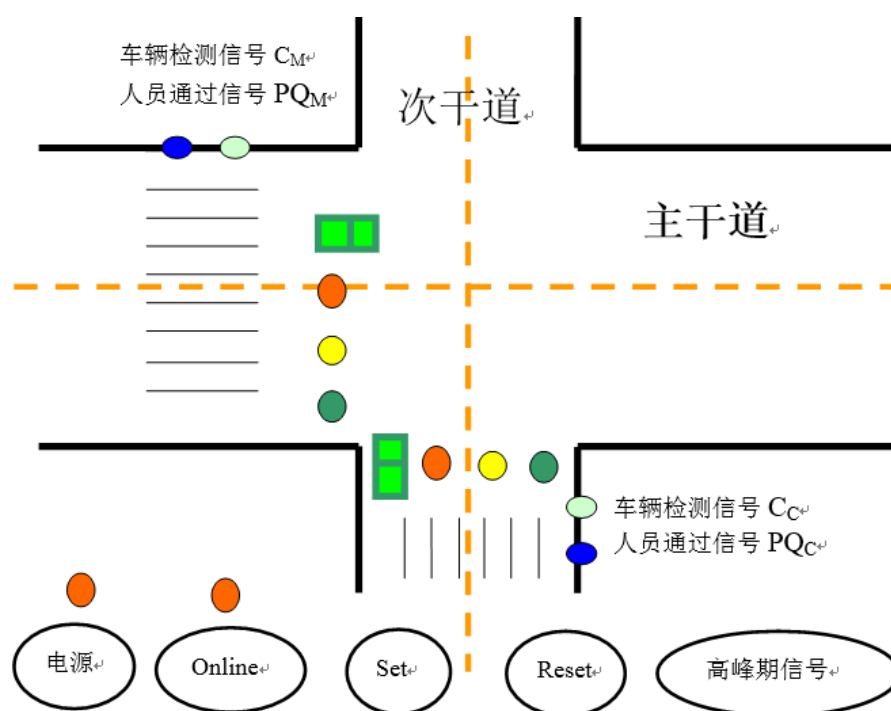 车辆检测信号 CM
人员通过信号 PQM
次干道
主干道
车辆检测信号 CC
人员通过信号 PQC
电源
Online
Set
Reset
高峰期信号